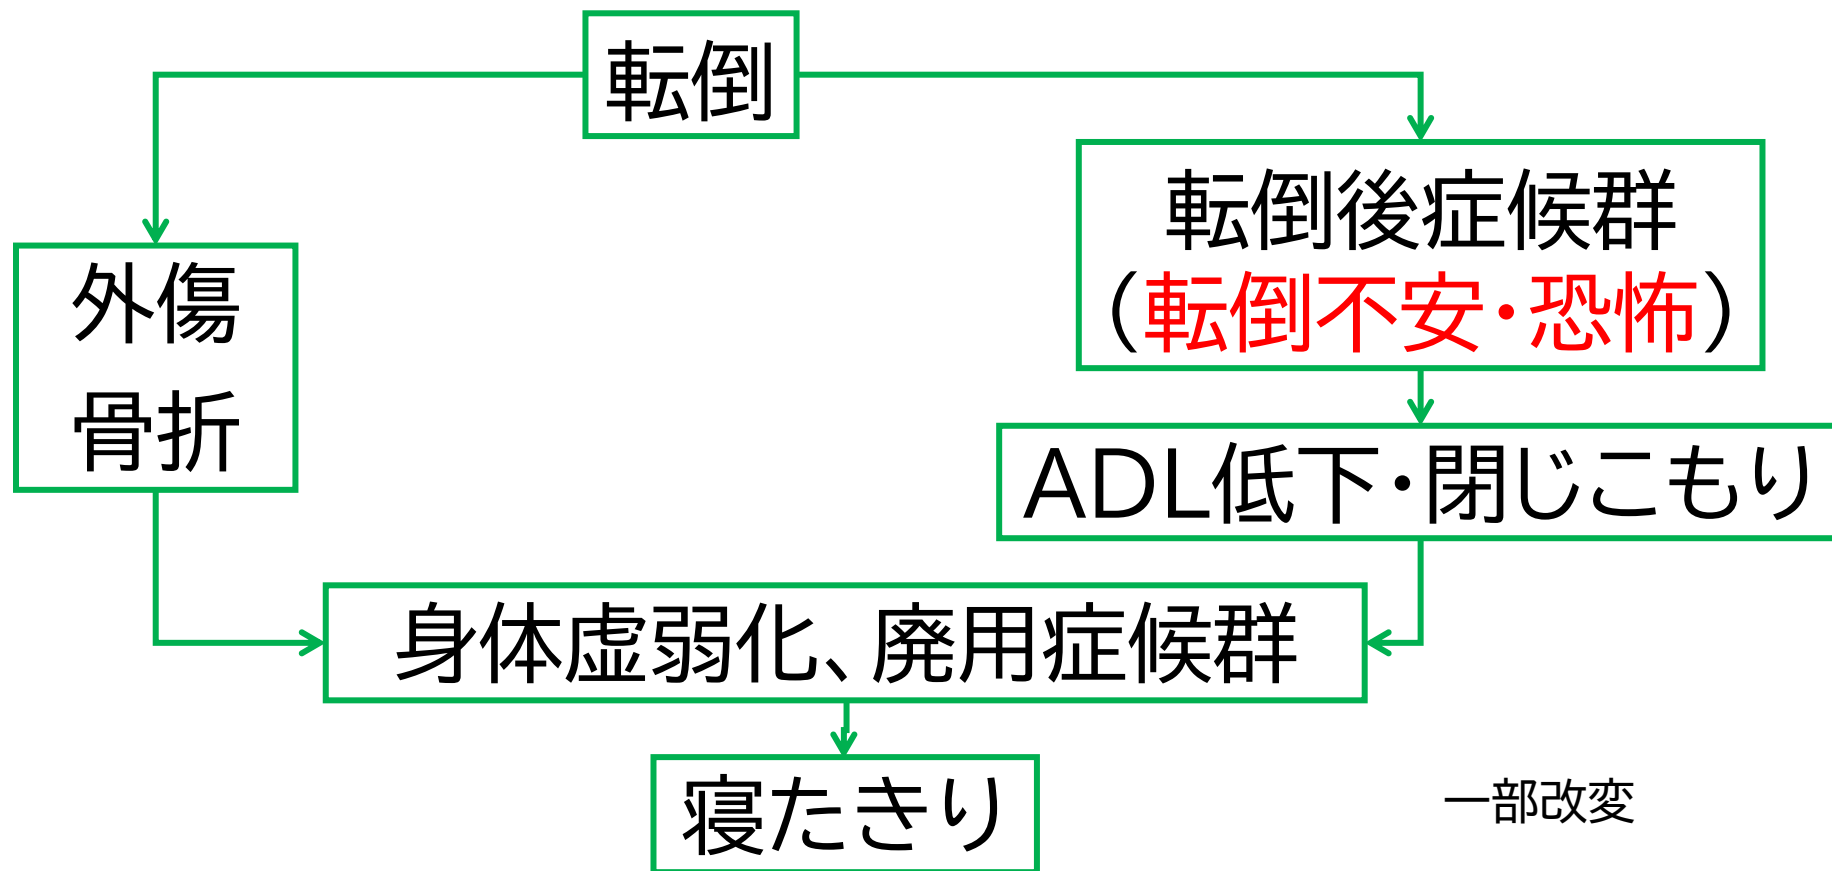 転倒
転倒後症候群
（転倒不安・恐怖）
外傷
骨折
ADL低下・閉じこもり
身体虚弱化、廃用症候群
寝たきり
一部改変